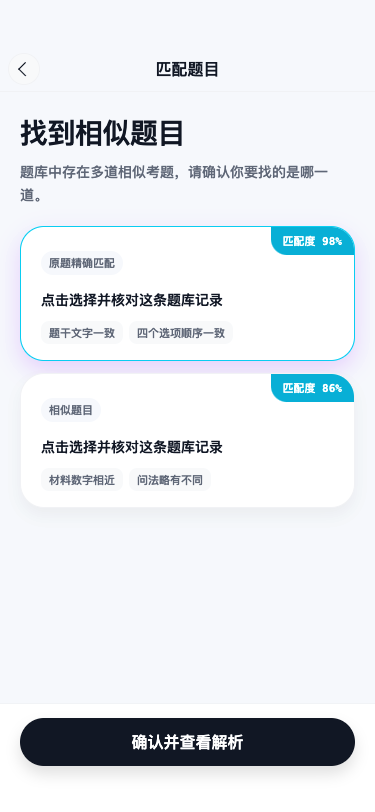 匹配题目
找到相似题目
题库中存在多道相似考题，请确认你要找的是哪一
道。
匹配度 98%
原题精确匹配
点击选择并核对这条题库记录
题干文字一致 四个选项顺序一致
匹配度 86%
相似题目
点击选择并核对这条题库记录
材料数字相近 问法略有不同
确认并查看解析